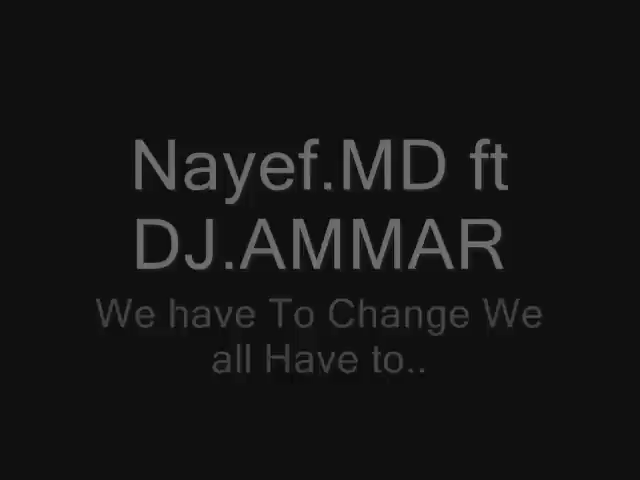 Nayef.MD ft
DJ.AMMAR
We have To Change We
all Have to..